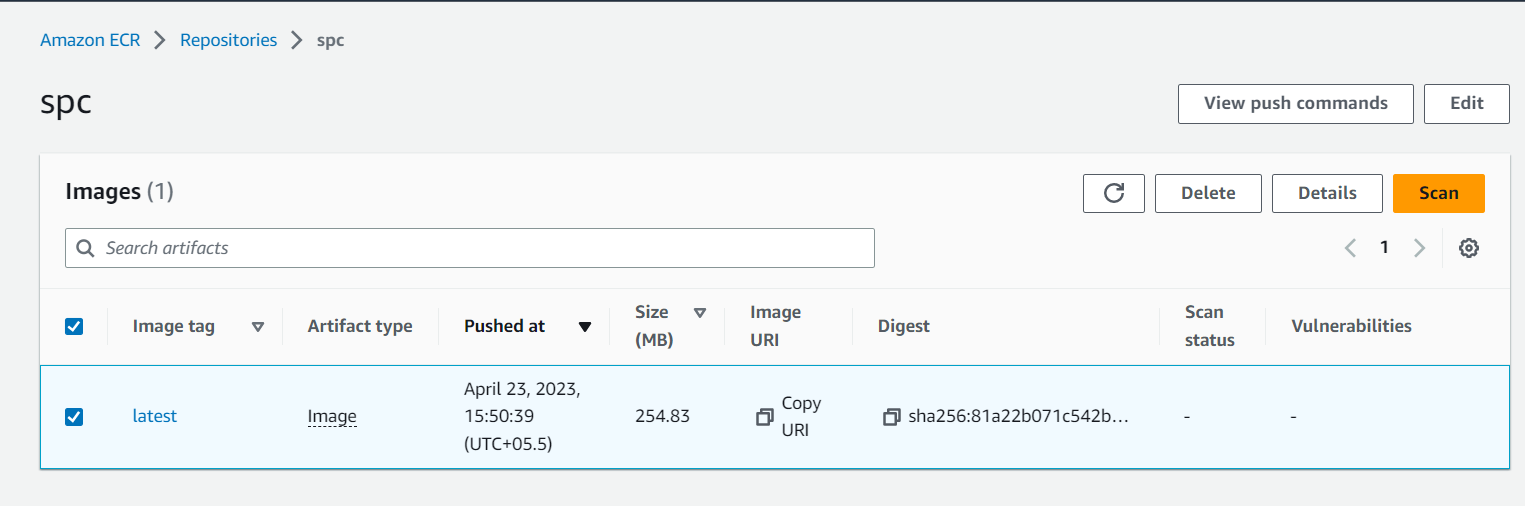 Amazon ECR > Repositories > spc
spc
View push commands
Edit
Images (1)
Delete
Details
Scan
Search artifacts
1
Image tag
Artifact type
Pushed at
Size
(MB)
Image
URI
Digest
Scan
status
Vulnerabilities
latest
Image
April 23, 2023,
15:50:39
(UTC+05.5)
254.83
Copy
URI
sha256:81a22b071c542b…
-
-